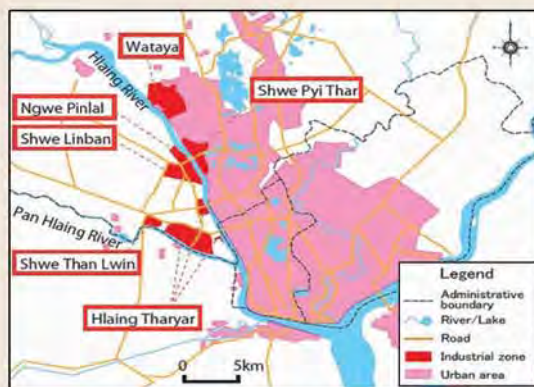 Wataya
Hlaing River
Shwe Pyi Thar
Ngwe Pinlal
Shwe Linban
Pan Hlaing River
Shwe Than Lwin
Hlaing Tharyar
0 5km
Legend
Administrative
boundary
River/Lake
Road
Industrial zone
Urban area